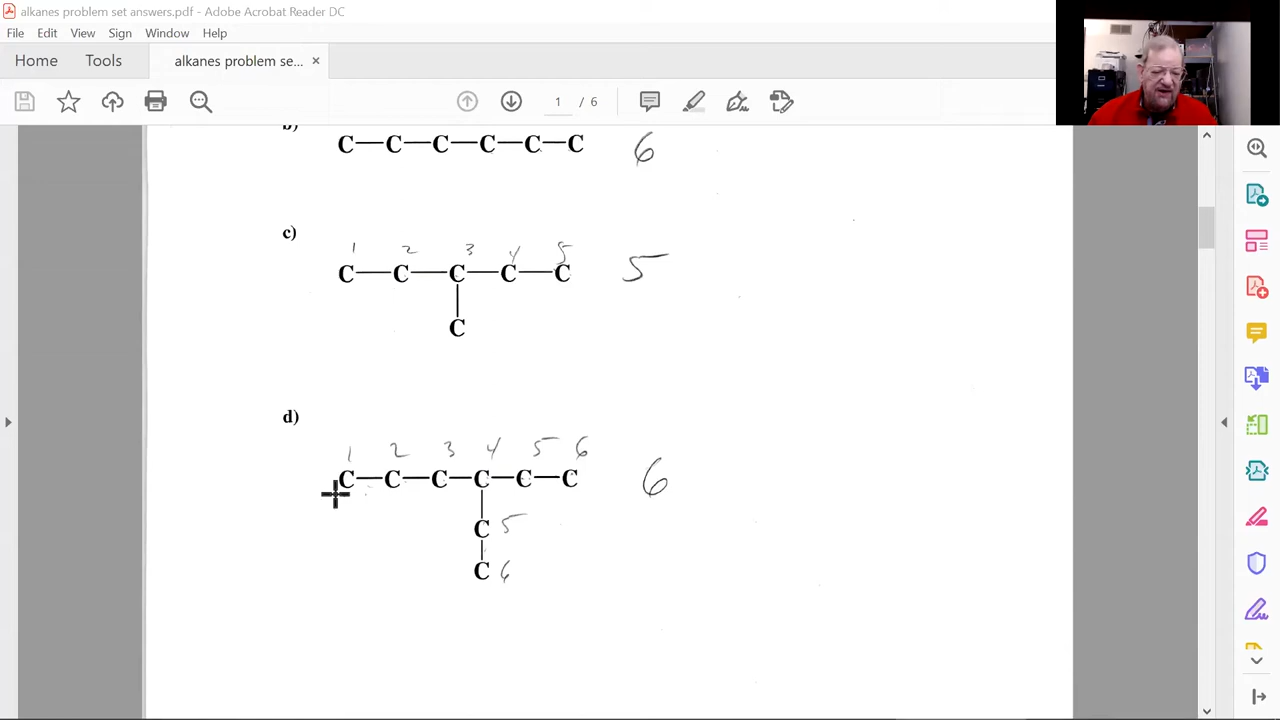 alkanes problem set answers.pdf - Adobe Acrobat Reader DC
File Edit View Sign Window Help
Home Tools alkanes problem se... ×
1 / 6
b)
C—C—C—C—C—C 6
c)
1 2 3 4 5
C—C—C—C—C 5
C
d)
1 2 3 4 5 6
C—C—C—C—C—C 6
C 5
C 6